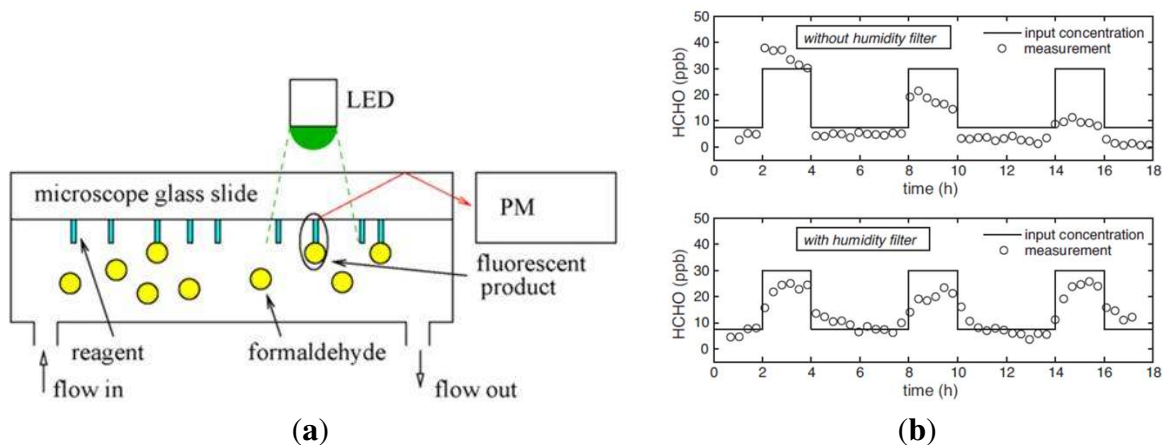 LED
microscope glass slide
PM
fluorescent
product
reagent
formaldehyde
flow in
flow out
(a)
50
40
30
20
10
0
HCHO (ppb)
without humidity filter
input concentration
measurement
0 2 4 6 8 10 12 14 16 18
time (h)
50
40
30
20
10
0
HCHO (ppb)
with humidity filter
input concentration
measurement
0 2 4 6 8 10 12 14 16 18
time (h)
(b)